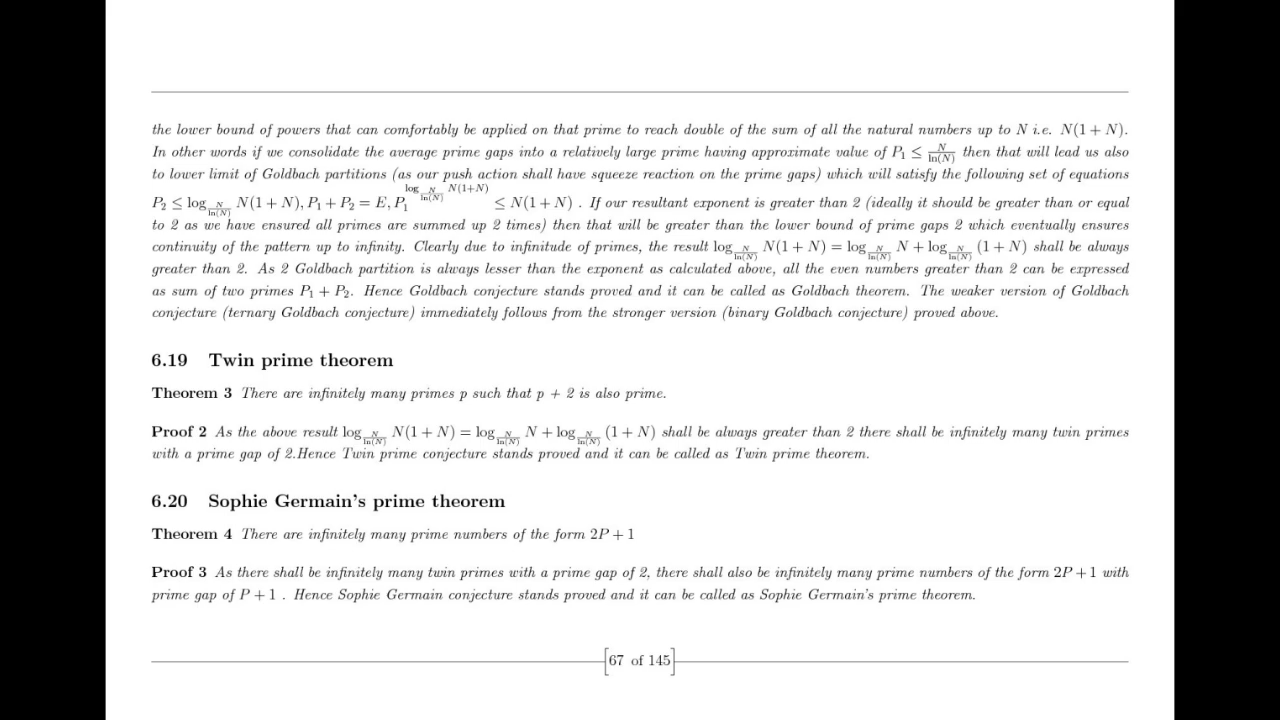 the lower bound of powers that can comfortably be applied on that prime to reach double of the sum of all the natural numbers up to N i.e. N(1 + N).
In other words if we consolidate the average prime gaps into a relatively large prime having approximate value of P₁ ≤ N/ln(N) then that will lead us also
to lower limit of Goldbach partitions (as our push action shall have squeeze reaction on the prime gaps) which will satisfy the following set of equations
P₂ ≤ log_{N/ln(N)} N(1 + N), P₁ + P₂ = E, P₁^{log_{N/ln(N)} N(1+N)} ≤ N(1 + N) . If our resultant exponent is greater than 2 (ideally it should be greater than or equal
to 2 as we have ensured all primes are summed up 2 times) then that will be greater than the lower bound of prime gaps 2 which eventually ensures
continuity of the pattern up to infinity. Clearly due to infinitude of primes, the result log_{N/ln(N)} N(1 + N) = log_{N/ln(N)} N + log_{N/ln(N)} (1 + N) shall be always
greater than 2. As 2 Goldbach partition is always lesser than the exponent as calculated above, all the even numbers greater than 2 can be expressed
as sum of two primes P₁ + P₂. Hence Goldbach conjecture stands proved and it can be called as Goldbach theorem. The weaker version of Goldbach
conjecture (ternary Goldbach conjecture) immediately follows from the stronger version (binary Goldbach conjecture) proved above.
6.19 Twin prime theorem
Theorem 3 There are infinitely many primes p such that p + 2 is also prime.
Proof 2 As the above result log_{N/ln(N)} N(1 + N) = log_{N/ln(N)} N + log_{N/ln(N)} (1 + N) shall be always greater than 2 there shall be infinitely many twin primes
with a prime gap of 2.Hence Twin prime conjecture stands proved and it can be called as Twin prime theorem.
6.20 Sophie Germain's prime theorem
Theorem 4 There are infinitely many prime numbers of the form 2P + 1
Proof 3 As there shall be infinitely many twin primes with a prime gap of 2, there shall also be infinitely many prime numbers of the form 2P + 1 with
prime gap of P + 1 . Hence Sophie Germain conjecture stands proved and it can be called as Sophie Germain's prime theorem.
[67 of 145]